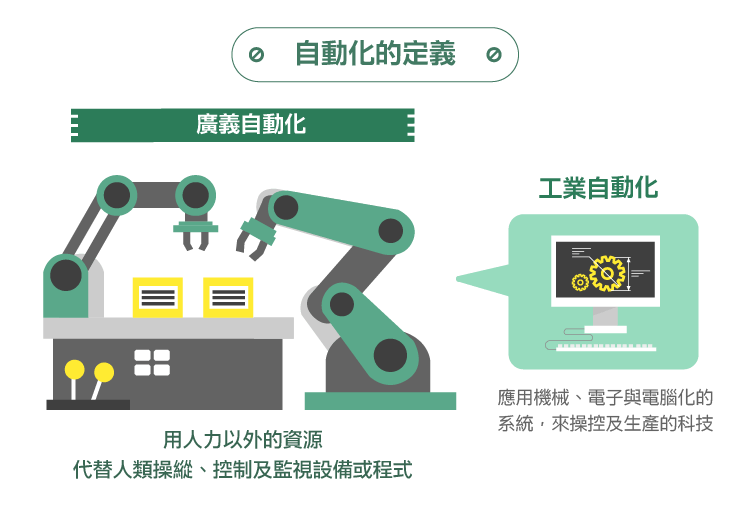 自動化的定義
廣義自動化
用人力以外的資源
代替人類操縱、控制及監視設備或程式
工業自動化
應用機械、電子與電腦化的
系統，來操控及生產的科技